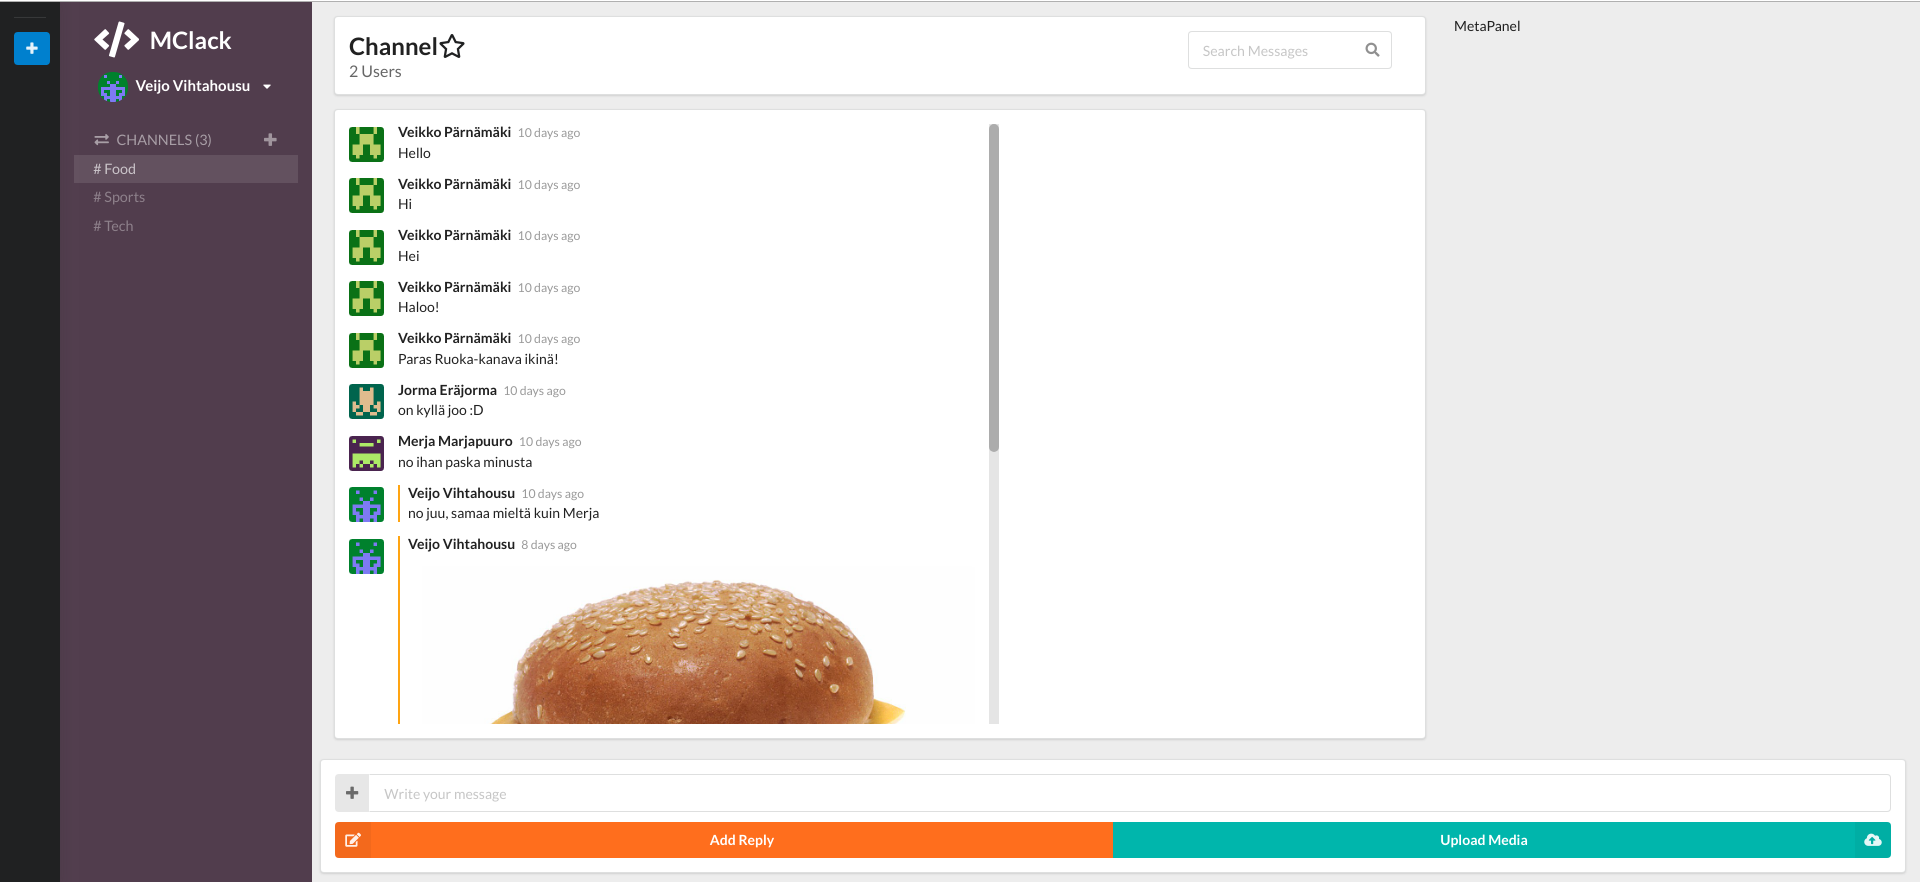 MClack
Veijo Vihtahousu
CHANNELS (3)
# Food
# Sports
# Tech
Channel
2 Users
Search Messages
Veikko Pärnämäki 10 days ago
Hello
Veikko Pärnämäki 10 days ago
Hi
Veikko Pärnämäki 10 days ago
Hei
Veikko Pärnämäki 10 days ago
Haloo!
Veikko Pärnämäki 10 days ago
Paras Ruoka-kanava ikinä!
Jorma Eräjorma 10 days ago
on kyllä joo :D
Merja Marjapuuro 10 days ago
no ihan paska minusta
Veijo Vihtahousu 10 days ago
no juu, samaa mieltä kuin Merja
Veijo Vihtahousu 8 days ago
MetaPanel
Write your message
Add Reply
Upload Media